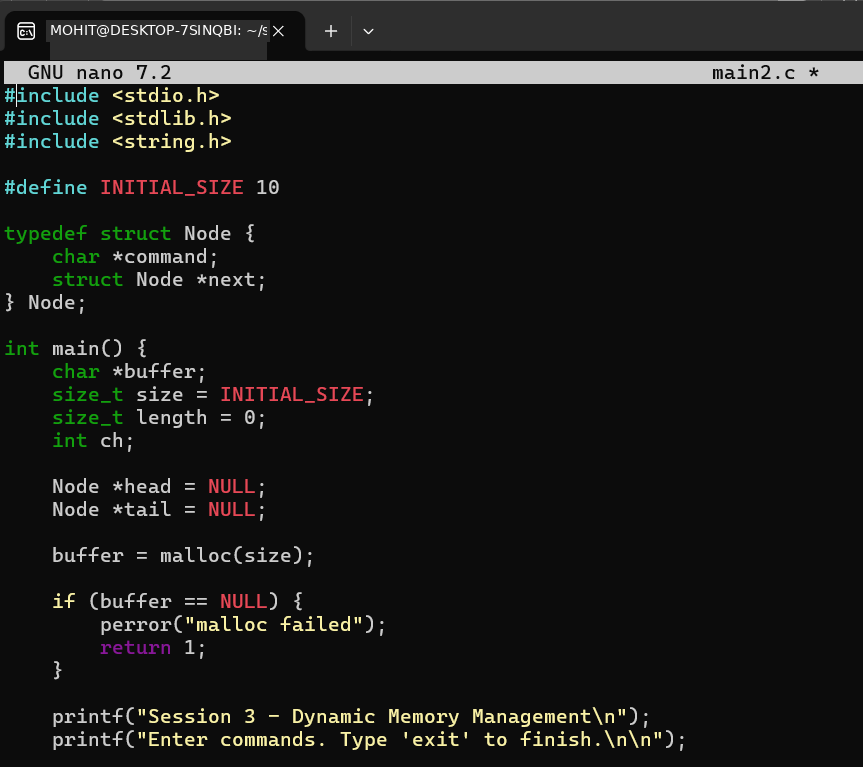 MOHIT@DESKTOP-7SINQBI: ~/s
GNU nano 7.2 main2.c *
#include <stdio.h>
#include <stdlib.h>
#include <string.h>

#define INITIAL_SIZE 10

typedef struct Node {
    char *command;
    struct Node *next;
} Node;

int main() {
    char *buffer;
    size_t size = INITIAL_SIZE;
    size_t length = 0;
    int ch;

    Node *head = NULL;
    Node *tail = NULL;

    buffer = malloc(size);

    if (buffer == NULL) {
        perror("malloc failed");
        return 1;
    }

    printf("Session 3 - Dynamic Memory Management\n");
    printf("Enter commands. Type 'exit' to finish.\n\n");